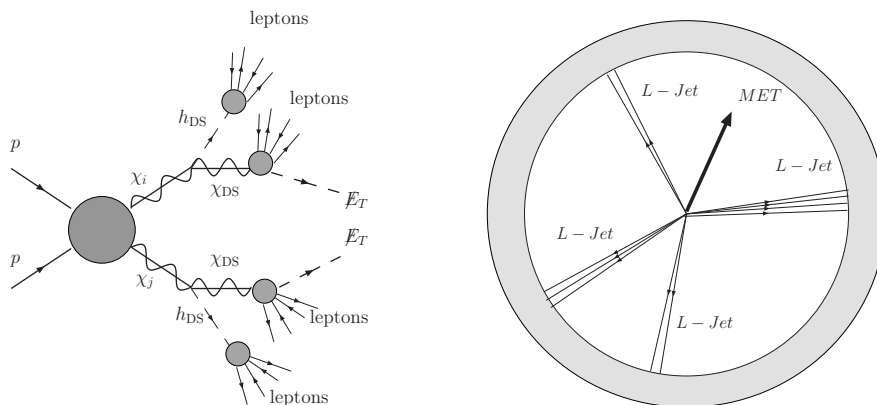 leptons
leptons
h_DS
p
χ_i
χ_DS
E̸_T
E̸_T
p
χ_j
χ_DS
h_DS
leptons
leptons
L − Jet
MET
L − Jet
L − Jet
L − Jet